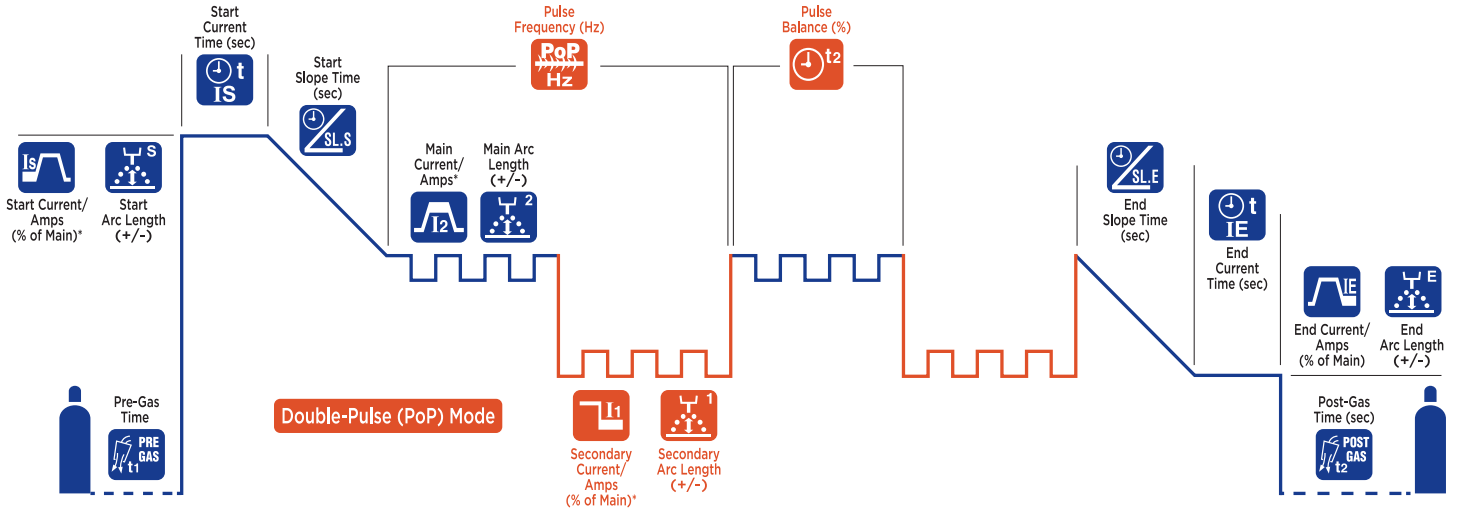 Start
Current
Time (sec)
t
IS
Start
Slope Time
(sec)
SL.S
Pulse
Frequency (Hz)
PoP
Hz
Pulse
Balance (%)
t2
Is
Start Current/
Amps
(% of Main)*
S
Start
Arc Length
(+/-)
Main
Current/
Amps*
I2
Main Arc
Length
(+/-)
2
SL.E
End
Slope Time
(sec)
t
IE
End
Current
Time (sec)
IE
End Current/
Amps
(% of Main)
E
End
Arc Length
(+/-)
Pre-Gas
Time
PRE
GAS
t1
Double-Pulse (PoP) Mode
I1
Secondary
Current/
Amps
(% of Main)*
1
Secondary
Arc Length
(+/-)
Post-Gas
Time (sec)
POST
GAS
t2